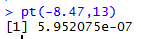 > pt(-8.47,13)
[1] 5.952075e-07